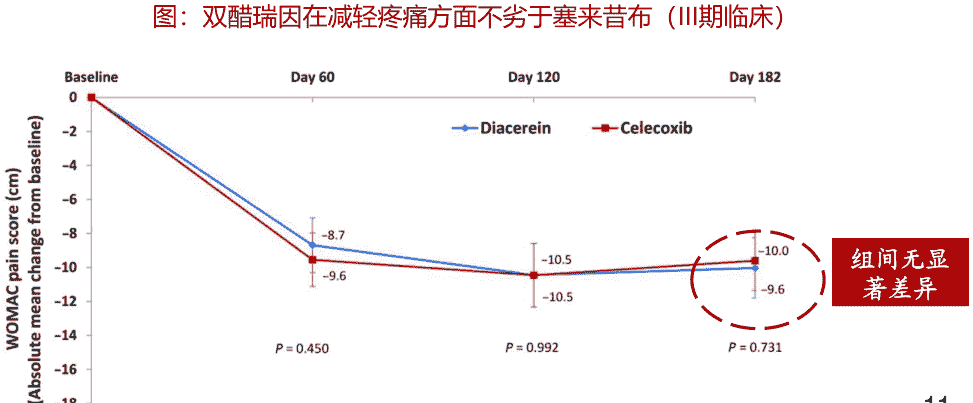 图：双醋瑞因在减轻疼痛方面不劣于塞来昔布（III期临床）
Baseline
Day 60
Day 120
Day 182
0
−2
−4
−6
−8
−10
−12
−14
−16
WOMAC pain score (cm)
(Absolute mean change from baseline)
Diacerein
Celecoxib
−8.7
−9.6
−10.5
−10.5
−10.0
−9.6
组间无显
著差异
P = 0.450
P = 0.992
P = 0.731